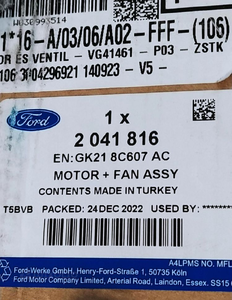 W030993514
1*16-A/03/06/A02-FFF-(106)
OR ES VENTIL - VG41461 - P03 - ZSTK
106 3P04296921 140923 - V5 -
Ford
1 x
2 041 816
EN:GK21 8C607 AC
MOTOR + FAN ASSY
CONTENTS MADE IN TURKEY
T5BVB PACKED: 24 DEC 2022 USED BY: ********
A4LPMS NO. MFL
Ford-Werke GmbH, Henry-Ford-Straße 1, 50735 Köln
Ford Motor Company Limited, Arterial Road, Laindon, Essex. SS15